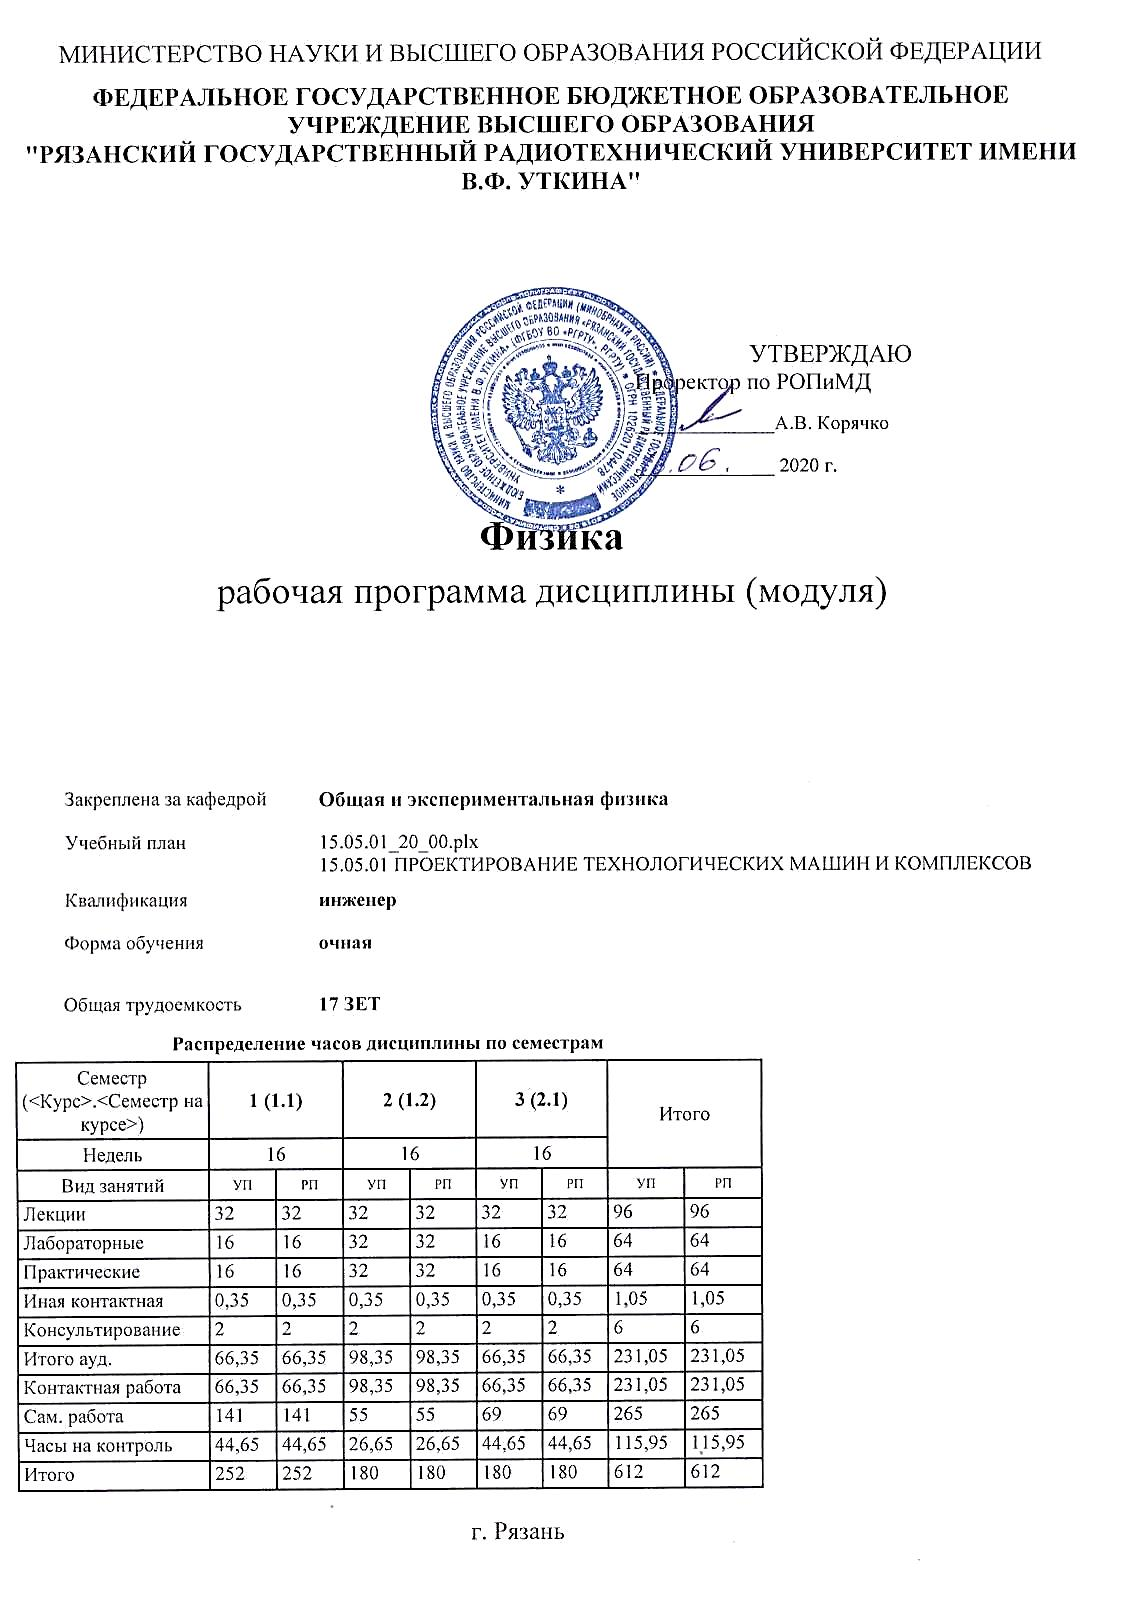 МИНИСТЕРСТВО НАУКИ И ВЫСШЕГО ОБРАЗОВАНИЯ РОССИЙСКОЙ ФЕДЕРАЦИИ
ФЕДЕРАЛЬНОЕ ГОСУДАРСТВЕННОЕ БЮДЖЕТНОЕ ОБРАЗОВАТЕЛЬНОЕ
УЧРЕЖДЕНИЕ ВЫСШЕГО ОБРАЗОВАНИЯ
"РЯЗАНСКИЙ ГОСУДАРСТВЕННЫЙ РАДИОТЕХНИЧЕСКИЙ УНИВЕРСИТЕТ ИМЕНИ
В.Ф. УТКИНА"
УТВЕРЖДАЮ
Проректор по РОПиМД
А.В. Корячко
.06. 2020 г.
Физика
рабочая программа дисциплины (модуля)
Закреплена за кафедрой Общая и экспериментальная физика
Учебный план 15.05.01_20_00.plx
15.05.01 ПРОЕКТИРОВАНИЕ ТЕХНОЛОГИЧЕСКИХ МАШИН И КОМПЛЕКСОВ
Квалификация инженер
Форма обучения очная
Общая трудоемкость 17 ЗЕТ
Распределение часов дисциплины по семестрам
Семестр
(<Курс>.<Семестр на
курсе>) 1 (1.1) 2 (1.2) 3 (2.1) Итого
Недель 16 16 16
Вид занятий УП РП УП РП УП РП УП РП
Лекции 32 32 32 32 32 32 96 96
Лабораторные 16 16 32 32 16 16 64 64
Практические 16 16 32 32 16 16 64 64
Иная контактная 0,35 0,35 0,35 0,35 0,35 0,35 1,05 1,05
Консультирование 2 2 2 2 2 2 6 6
Итого ауд. 66,35 66,35 98,35 98,35 66,35 66,35 231,05 231,05
Контактная работа 66,35 66,35 98,35 98,35 66,35 66,35 231,05 231,05
Сам. работа 141 141 55 55 69 69 265 265
Часы на контроль 44,65 44,65 26,65 26,65 44,65 44,65 115,95 115,95
Итого 252 252 180 180 180 180 612 612
г. Рязань